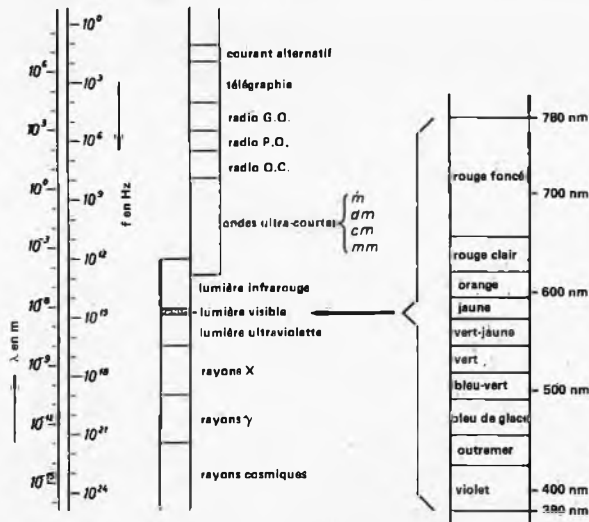 10⁰
courant alternatif
10⁶
10³
télégraphie
radio G.O.
10³
10⁶
radio P.O.
radio O.C.
10⁰
10⁹
f en Hz
ondes ultra-courtes
m
dm
cm
mm
10⁻³
10¹²
lumière infrarouge
10⁻⁶
10¹⁵
lumière visible
lumière ultraviolette
λ en m
10⁻⁹
10¹⁸
rayons X
10⁻¹²
rayons γ
10²¹
10⁻¹⁵
rayons cosmiques
10²⁴
780 nm
rouge foncé
700 nm
rouge clair
orange
600 nm
jaune
vert-jaune
vert
bleu-vert
500 nm
bleu de glace
outremer
violet
400 nm
380 nm